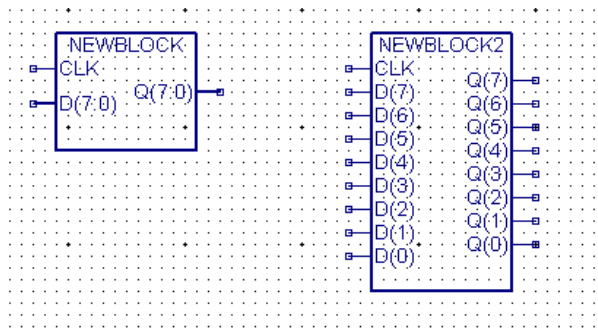 NEWBLOCK
CLK
Q(7:0)
D(7:0)
NEWBLOCK2
CLK
Q(7)
D(7)
Q(6)
D(6)
Q(5)
D(5)
Q(4)
D(4)
Q(3)
D(3)
Q(2)
D(2)
Q(1)
D(1)
Q(0)
D(0)